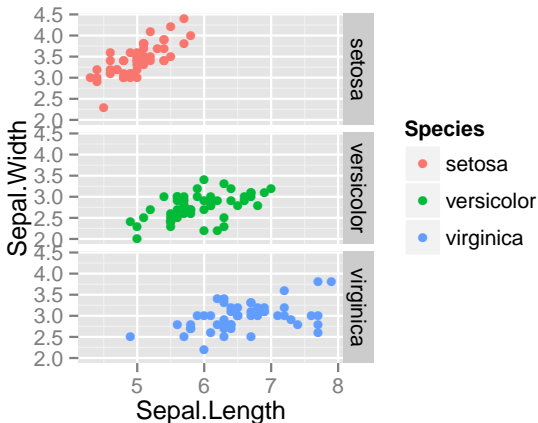 4.5
4.0
3.5
3.0
2.5
2.0
setosa
4.5
4.0
3.5
3.0
2.5
2.0
versicolor
4.5
4.0
3.5
3.0
2.5
2.0
virginica
Sepal.Width
5 6 7 8
Sepal.Length
Species
setosa
versicolor
virginica